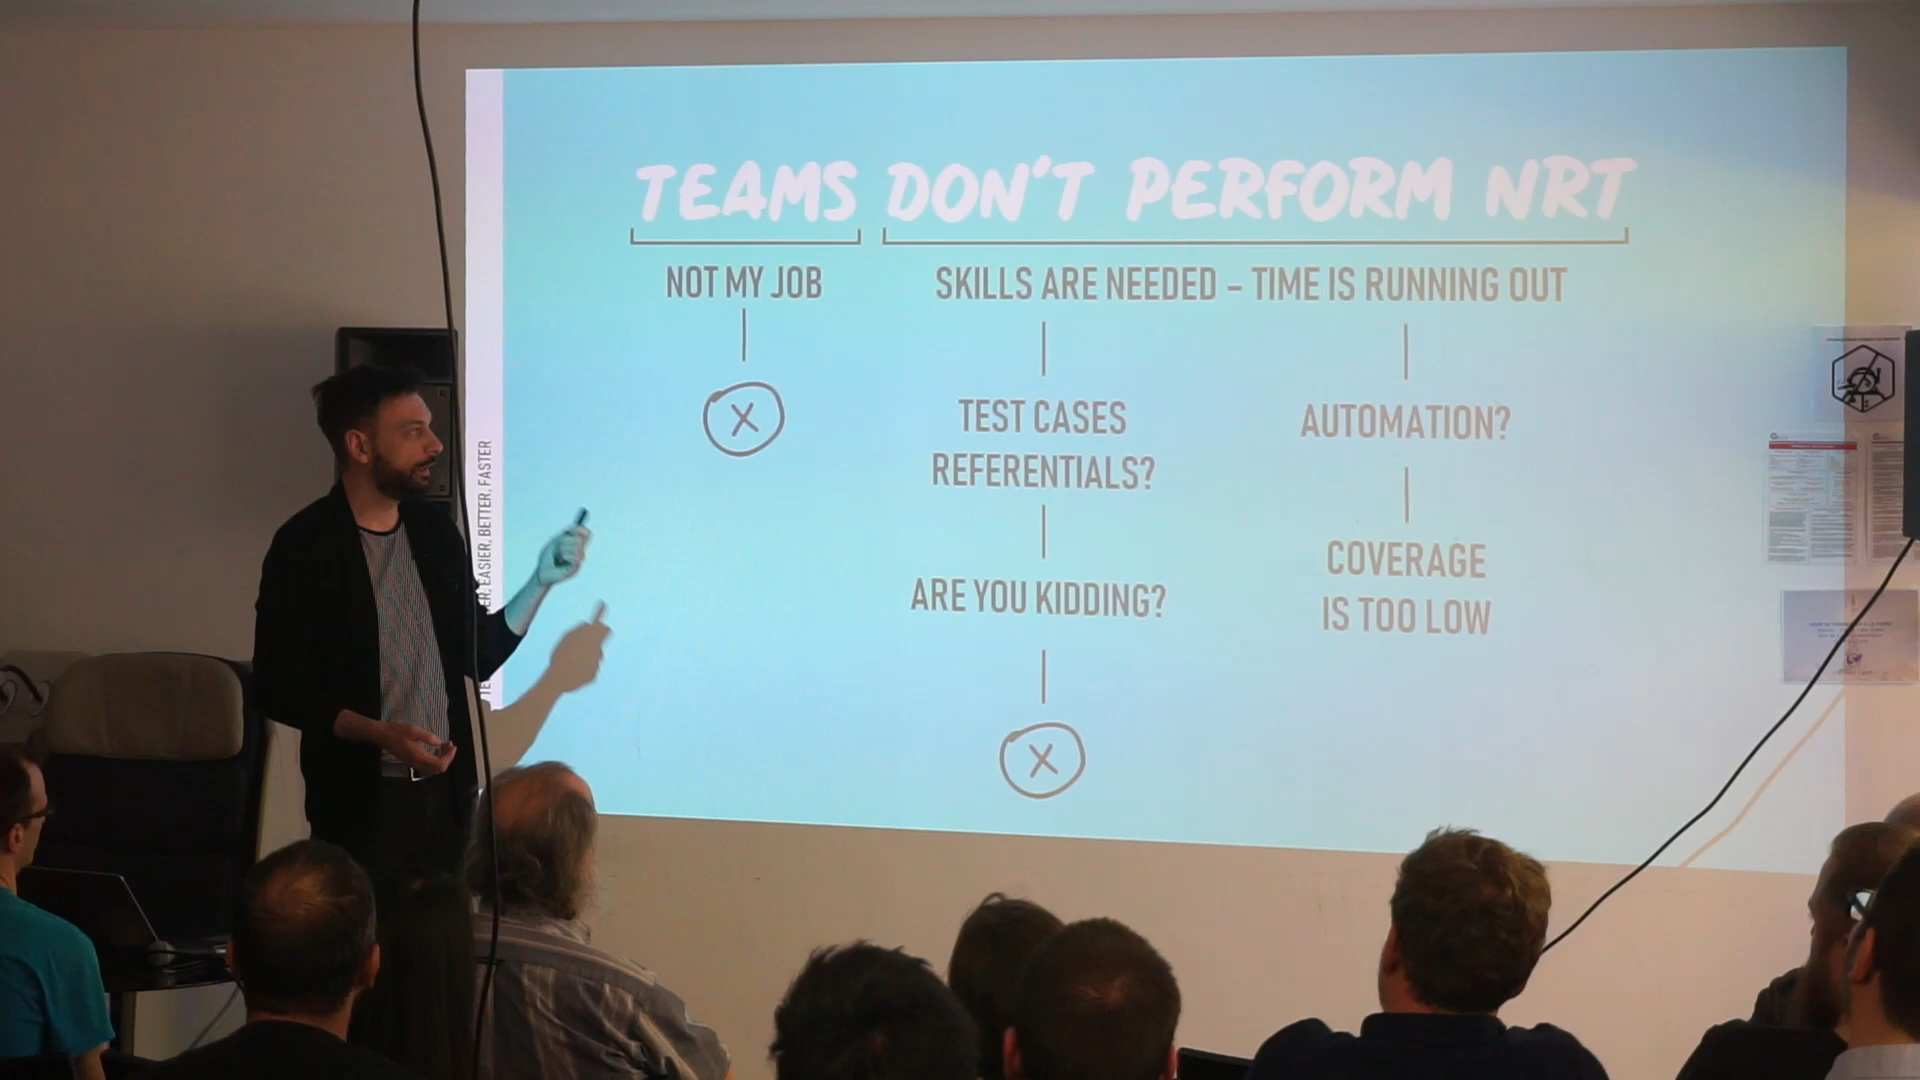 TEAMS DON'T PERFORM NRT
NOT MY JOB
SKILLS ARE NEEDED – TIME IS RUNNING OUT
X
TEST CASES
REFERENTIALS?
AUTOMATION?
ARE YOU KIDDING?
COVERAGE
IS TOO LOW
X
EASIER, BETTER, FASTER